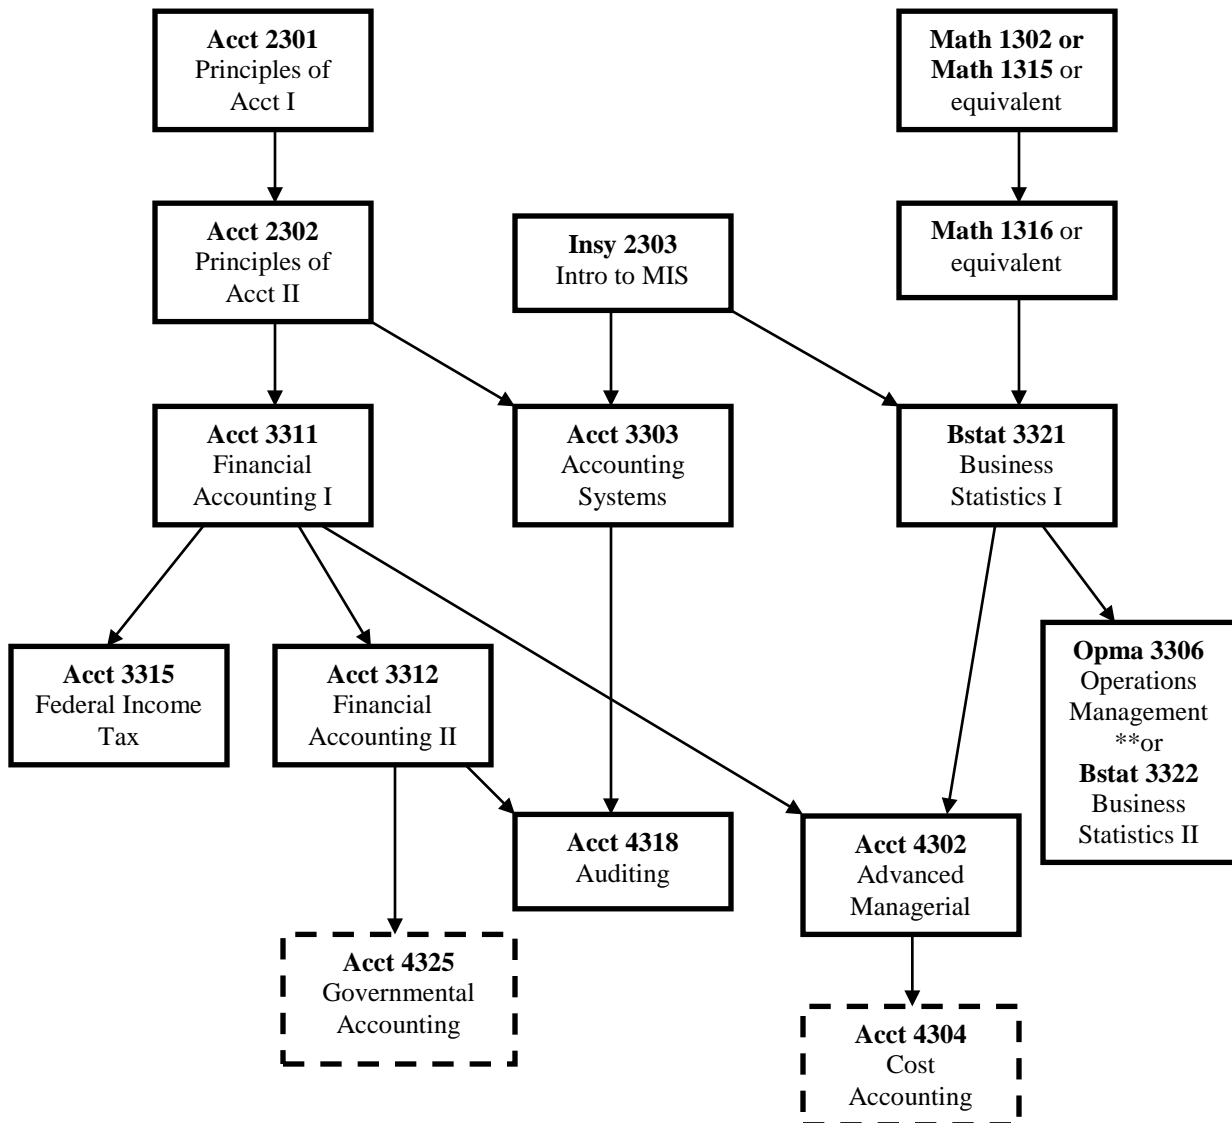 Acct 2301
Principles of
Acct I
Math 1302 or
Math 1315 or
equivalent
Acct 2302
Principles of
Acct II
Insy 2303
Intro to MIS
Math 1316 or
equivalent
Acct 3311
Financial
Accounting I
Acct 3303
Accounting
Systems
Bstat 3321
Business
Statistics I
Acct 3315
Federal Income
Tax
Acct 3312
Financial
Accounting II
Opma 3306
Operations
Management
**or
Bstat 3322
Business
Statistics II
Acct 4318
Auditing
Acct 4302
Advanced
Managerial
Acct 4325
Governmental
Accounting
Acct 4304
Cost
Accounting